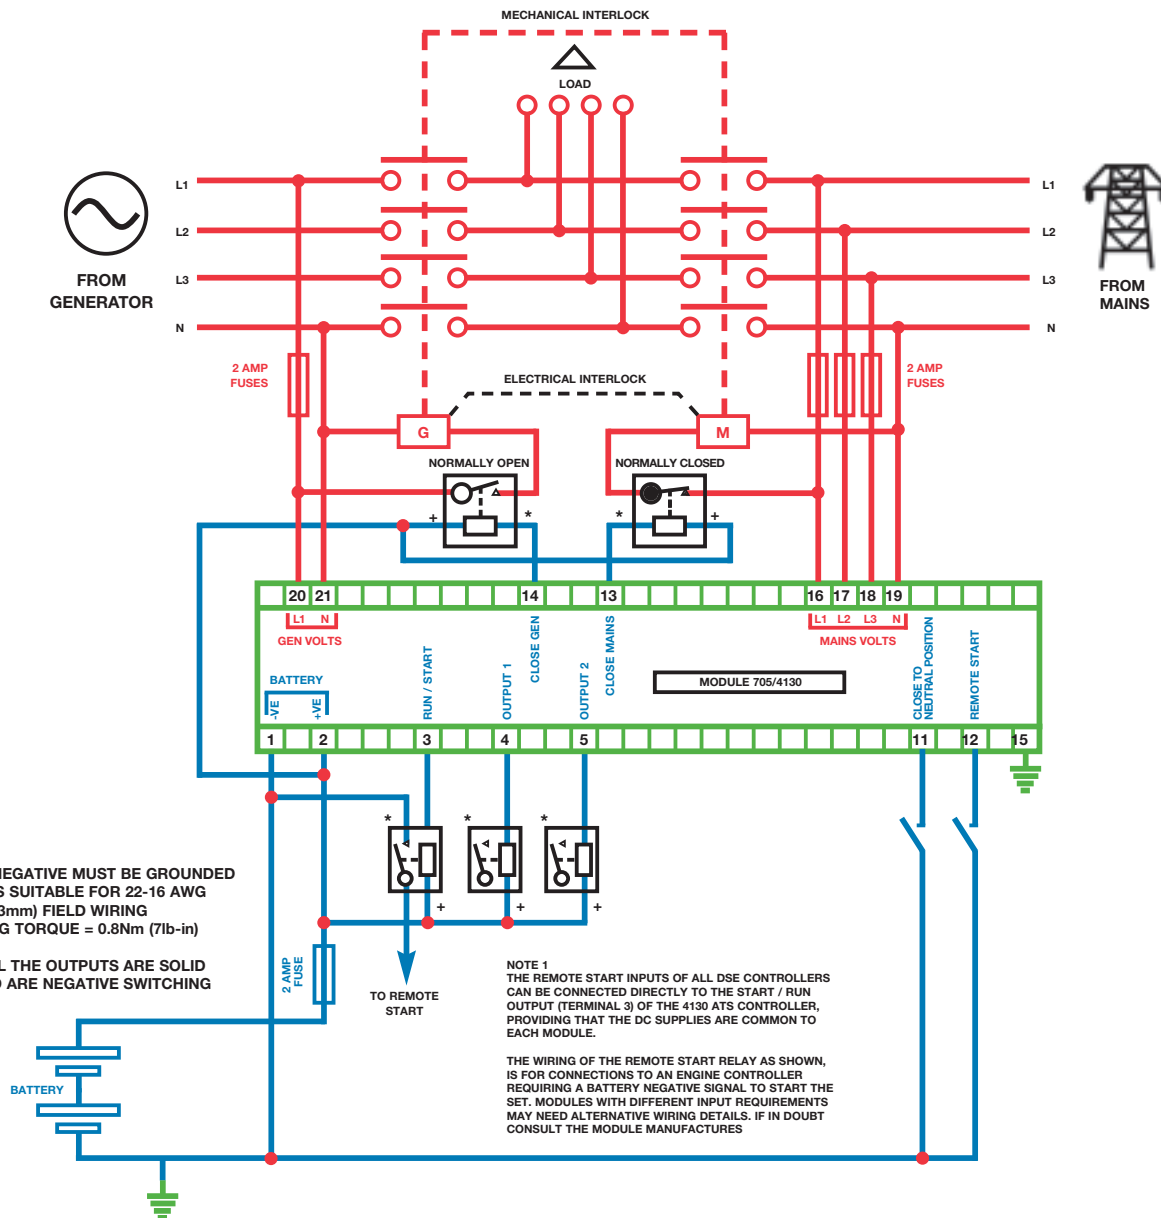 MECHANICAL INTERLOCK
LOAD
L1
L2
L3
N
FROM
GENERATOR
L1
L2
L3
N
FROM
MAINS
2 AMP
FUSES
2 AMP
FUSES
ELECTRICAL INTERLOCK
G
M
NORMALLY OPEN
NORMALLY CLOSED
+
*
*
+
20 21 14 13 16 17 18 19
L1 N
GEN VOLTS
CLOSE GEN
CLOSE MAINS
L1 L2 L3 N
MAINS VOLTS
BATTERY
-VE
+VE
RUN / START
OUTPUT 1
OUTPUT 2
MODULE 705/4130
CLOSE TO
NEUTRAL POSITION
REMOTE START
1 2 3 4 5 11 12 15
*
*
*
+
+
+
EGATIVE MUST BE GROUNDED
S SUITABLE FOR 22-16 AWG
3mm) FIELD WIRING
G TORQUE = 0.8Nm (7lb-in)
L THE OUTPUTS ARE SOLID
ARE NEGATIVE SWITCHING
2 AMP
FUSE
TO REMOTE
START
BATTERY
NOTE 1
THE REMOTE START INPUTS OF ALL DSE CONTROLLERS
CAN BE CONNECTED DIRECTLY TO THE START / RUN
OUTPUT (TERMINAL 3) OF THE 4130 ATS CONTROLLER,
PROVIDING THAT THE DC SUPPLIES ARE COMMON TO
EACH MODULE.
THE WIRING OF THE REMOTE START RELAY AS SHOWN,
IS FOR CONNECTIONS TO AN ENGINE CONTROLLER
REQUIRING A BATTERY NEGATIVE SIGNAL TO START THE
SET. MODULES WITH DIFFERENT INPUT REQUIREMENTS
MAY NEED ALTERNATIVE WIRING DETAILS. IF IN DOUBT
CONSULT THE MODULE MANUFACTURES